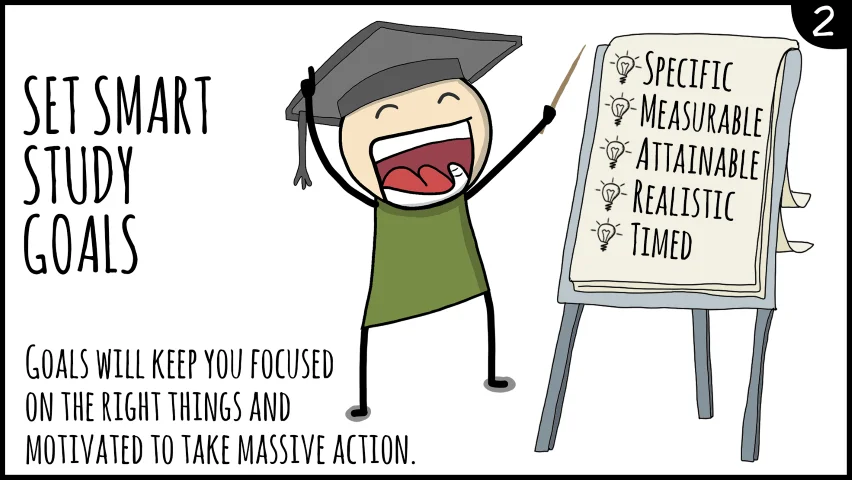 2
SET SMART
STUDY
GOALS
SPECIFIC
MEASURABLE
ATTAINABLE
REALISTIC
TIMED
GOALS WILL KEEP YOU FOCUSED
ON THE RIGHT THINGS AND
MOTIVATED TO TAKE MASSIVE ACTION.